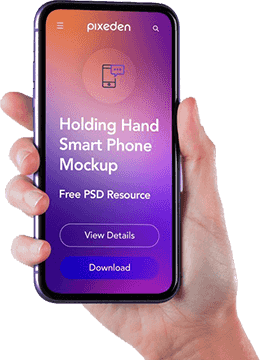 pixeden
Holding Hand
Smart Phone
Mockup
Free PSD Resource
View Details
Download